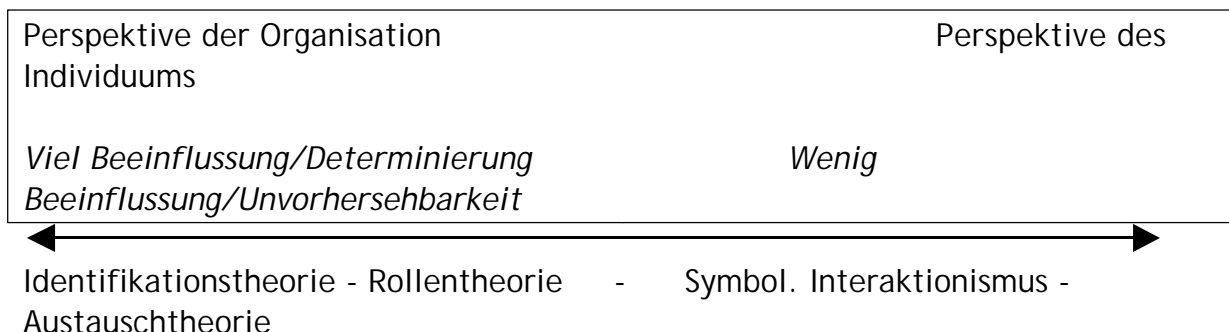 Perspektive der Organisation Perspektive des
Individuums
Viel Beeinflussung/Determinierung Wenig
Beeinflussung/Unvorhersehbarkeit
Identifikationstheorie - Rollentheorie - Symbol. Interaktionismus -
Austauschtheorie